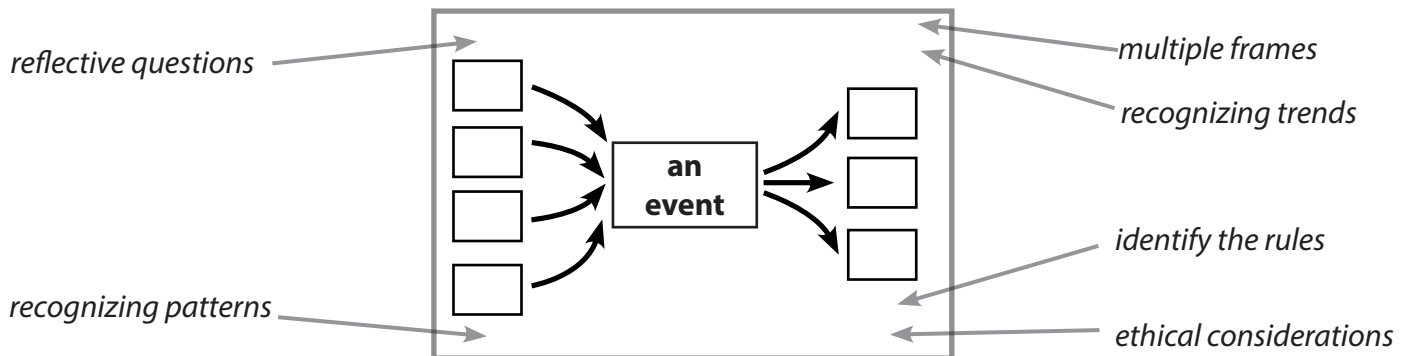 reflective questions
multiple frames
recognizing trends
an
event
identify the rules
recognizing patterns
ethical considerations